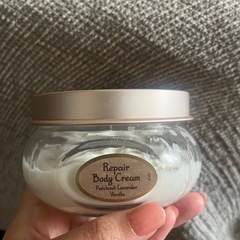 Repair
Body Cream
Patchouli Lavender
Vanilla